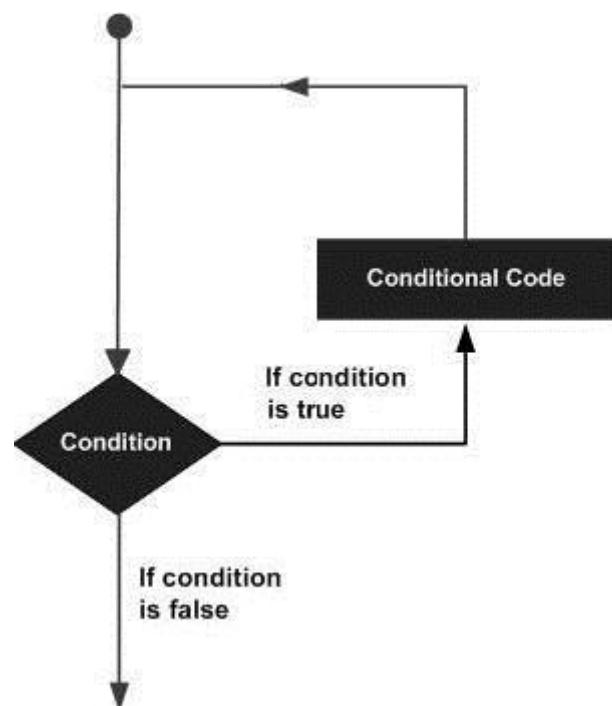 Conditional Code
If condition
is true
Condition
If condition
is false